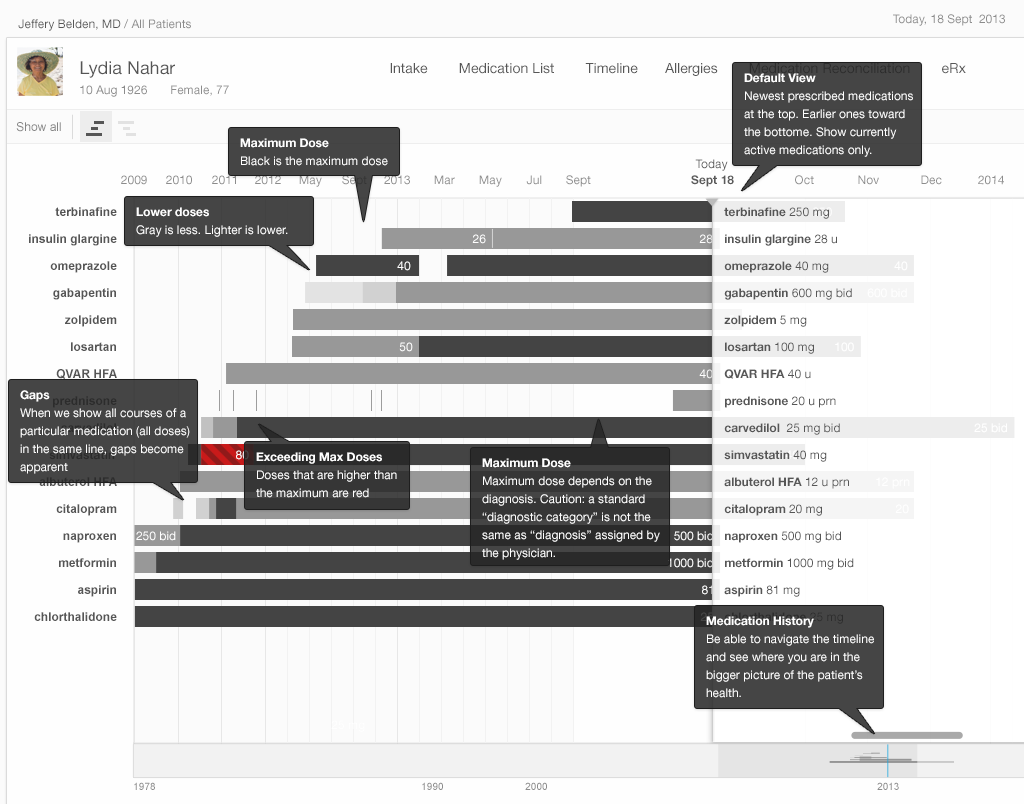 Jeffery Belden, MD / All Patients
Today, 18 Sept 2013
Lydia Nahar
10 Aug 1926 Female, 77
Intake Medication List Timeline Allergies Medication Reconciliation eRx
Show all
Default View
Newest prescribed medications
at the top. Earlier ones toward
the bottome. Show currently
active medications only.
Maximum Dose
Black is the maximum dose
Today
2009 2010 2011 2012 May Sept 2013 Mar May Jul Sept Sept 18 Oct Nov Dec 2014
Lower doses
Gray is less. Lighter is lower.
terbinafine terbinafine 250 mg
insulin glargine 26 28 insulin glargine 28 u
omeprazole 40 omeprazole 40 mg 40
gabapentin gabapentin 600 mg bid 600 bid
zolpidem zolpidem 5 mg
losartan 50 losartan 100 mg 100
QVAR HFA 40 QVAR HFA 40 u
prednisone prednisone 20 u prn
carvedilol carvedilol 25 mg bid 25 bid
simvastatin 80 simvastatin 40 mg
albuterol HFA albuterol HFA 12 u prn 12 prn
citalopram citalopram 20 mg 20
naproxen 250 bid 500 bid naproxen 500 mg bid
metformin 1000 bid metformin 1000 mg bid
aspirin 81 aspirin 81 mg
chlorthalidone chlorthalidone 25 mg
Gaps
When we show all courses of a
particular medication (all doses)
in the same line, gaps become
apparent
Exceeding Max Doses
Doses that are higher than
the maximum are red
Maximum Dose
Maximum dose depends on the
diagnosis. Caution: a standard
“diagnostic category” is not the
same as “diagnosis” assigned by
the physician.
Medication History
Be able to navigate the timeline
and see where you are in the
bigger picture of the patient’s
health.
1978 1990 2000 2013